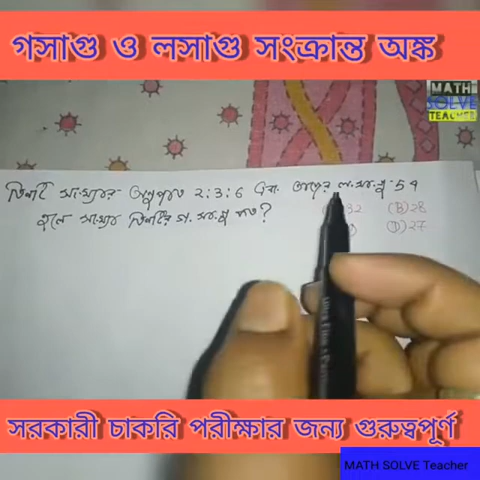 গসাগু ও লসাগু সংক্রান্ত অঙ্ক
MATH
SOLVE
TEACHER
তিনটি সংখ্যার অনুপাত 2:3:6 এবং তাদের ল.সা.গু 54
হলে সংখ্যা তিনটির গ.সা.গু কত?
32 (B) 28
(D) 27
সরকারী চাকরি পরীক্ষার জন্য গুরুত্বপূর্ণ
MATH SOLVE Teacher